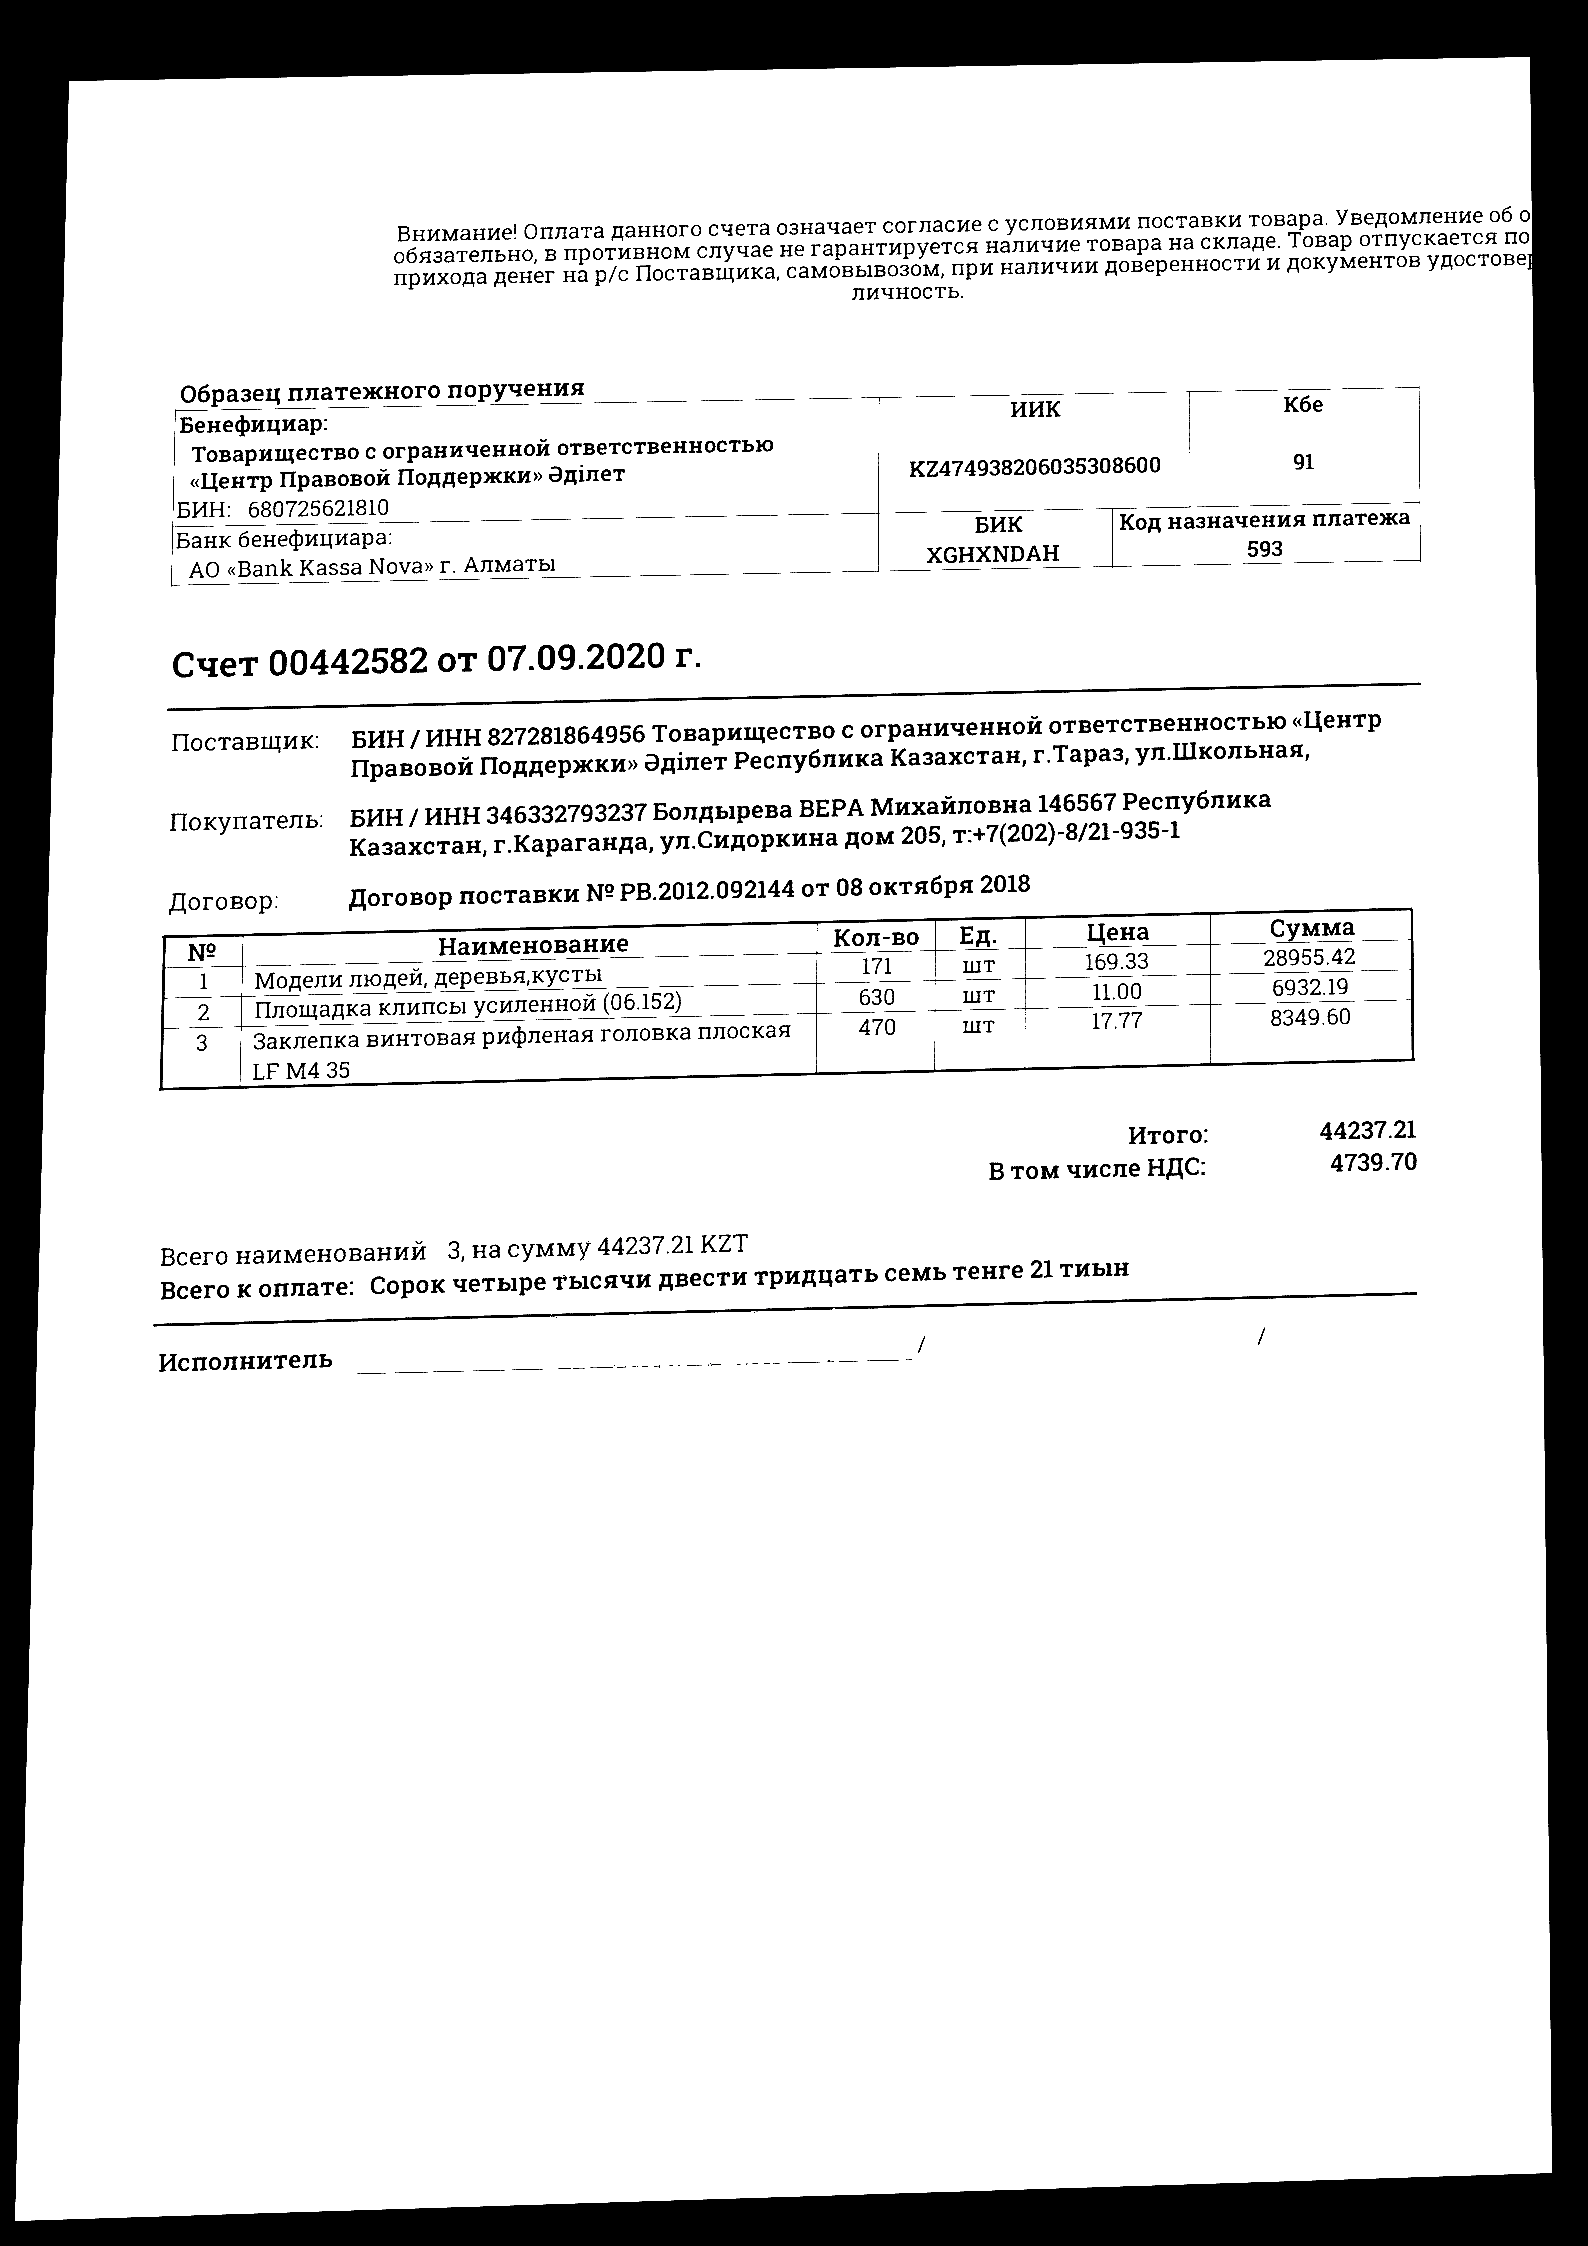 Внимание! Оплата данного счета означает согласие с условиями поставки товара. Уведомление об
обязательно, в противном случае не гарантируется наличие товара на складе. Товар отпускается по
прихода денег на р/с Поставщика, самовывозом, при наличии доверенности и документов
личность.
Образец платежного поручения
Бенефициар: ИИК Кбе
Товарищество с ограниченной ответственностью
«Центр Правовой Поддержки» Әділет KZ474938206035308600 91
БИН: 680725621810
Банк бенефициара: БИК Код назначения платежа
АО «Bank Kassa Nova» г. Алматы XGHXNDAH 593
Счет 00442582 от 07.09.2020 г.
Поставщик: БИН / ИНН 827281864956 Товарищество с ограниченной ответственностью «Центр
Правовой Поддержки» Әділет Республика Казахстан, г.Тараз, ул.Школьная,
Покупатель: БИН / ИНН 346332793237 Болдырева ВЕРА Михайловна 146567 Республика
Казахстан, г.Караганда, ул.Сидоркина дом 205, т:+7(202)-8/21-935-1
Договор: Договор поставки № РВ.2012.092144 от 08 октября 2018
№ Наименование Кол-во Ед. Цена Сумма
1 Модели людей, деревья,кусты 171 шт 169.33 28955.42
2 Площадка клипсы усиленной (06.152) 630 шт 11.00 6932.19
3 Заклепка винтовая рифленая головка плоская 470 шт 17.77 8349.60
LF M4 35
Итого: 44237.21
В том числе НДС: 4739.70
Всего наименований 3, на сумму 44237.21 KZT
Всего к оплате: Сорок четыре тысячи двести тридцать семь тенге 21 тиын
Исполнитель / /